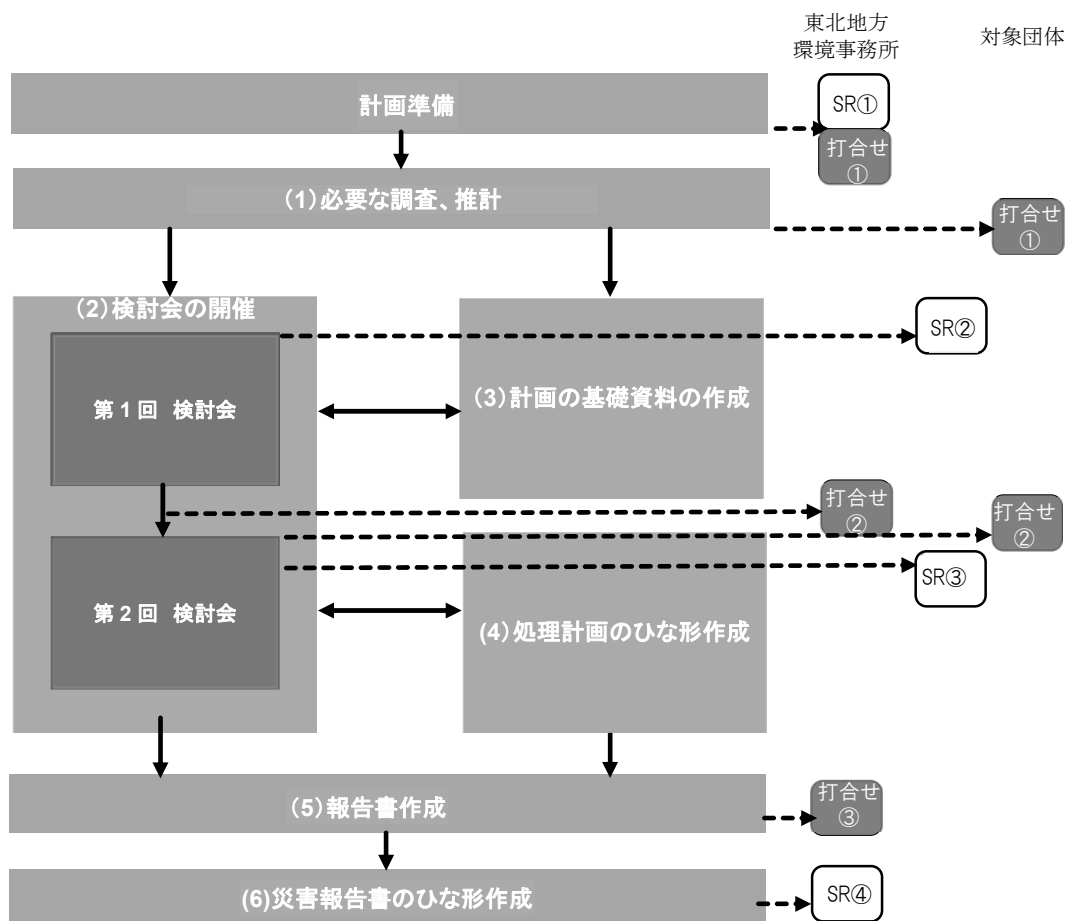 東北地方
環境事務所
対象団体
計画準備
SR①
打合せ
①
(1)必要な調査、推計
打合せ
①
(2)検討会の開催
SR②
第1回 検討会
(3)計画の基礎資料の作成
打合せ
②
打合せ
②
SR③
第2回 検討会
(4)処理計画のひな形作成
(5)報告書作成
打合せ
③
(6)災害報告書のひな形作成
SR④